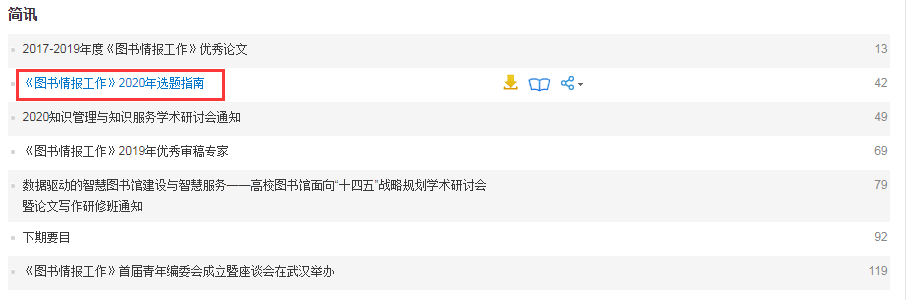 简讯
2017-2019年度《图书情报工作》优秀论文 13
《图书情报工作》2020年选题指南 42
2020知识管理与知识服务学术研讨会通知 49
《图书情报工作》2019年优秀审稿专家 69
数据驱动的智慧图书馆建设与智慧服务——高校图书馆面向“十四五”战略规划学术研讨会 79
暨论文写作研修班通知
下期要目 92
《图书情报工作》首届青年编委会成立暨座谈会在武汉举办 119